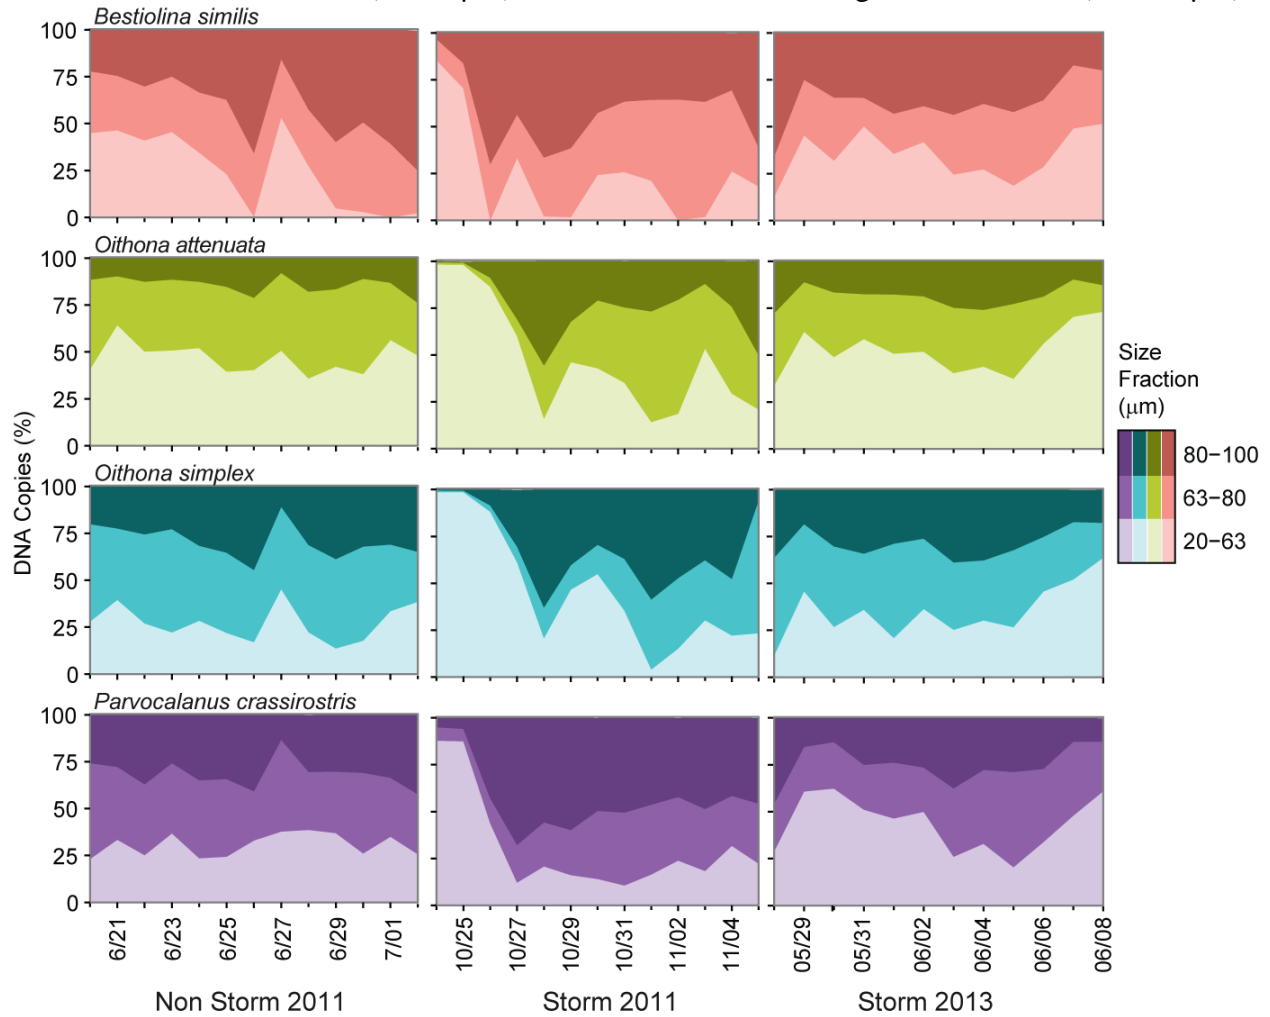 Bestiolina similis
100
75
50
25
0
Oithona attenuata
100
75
50
25
0
Oithona simplex
100
75
50
25
0
Parvocalanus crassirostris
100
75
50
25
0
DNA Copies (%)
6/21 6/23 6/25 6/27 6/29 7/01
10/25 10/27 10/29 10/31 11/02 11/04
05/29 05/31 06/02 06/04 06/06 06/08
Non Storm 2011
Storm 2011
Storm 2013
Size
Fraction
(μm)
80–100
63–80
20–63